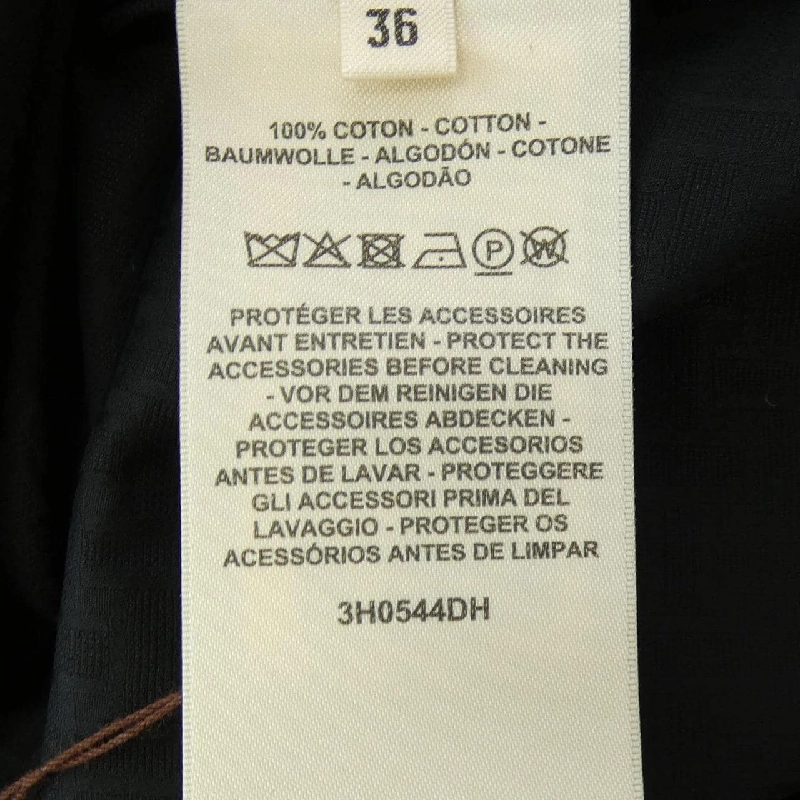 36
100% COTON - COTTON -
BAUMWOLLE - ALGODÓN - COTONE
- ALGODÃO
P W
PROTÉGER LES ACCESSOIRES
AVANT ENTRETIEN - PROTECT THE
ACCESSORIES BEFORE CLEANING
- VOR DEM REINIGEN DIE
ACCESSOIRES ABDECKEN -
PROTEGER LOS ACCESORIOS
ANTES DE LAVAR - PROTEGGERE
GLI ACCESSORI PRIMA DEL
LAVAGGIO - PROTEGER OS
ACESSÓRIOS ANTES DE LIMPAR
3H0544DH